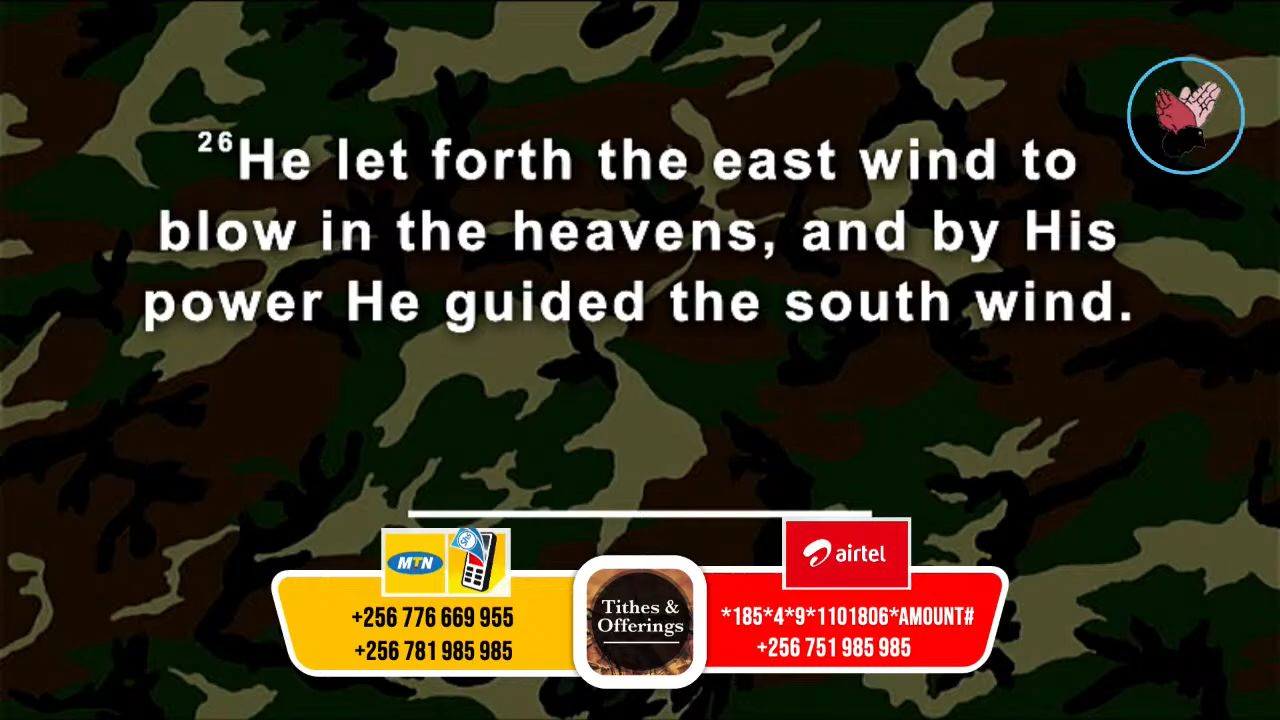 26He let forth the east wind to
blow in the heavens, and by His
power He guided the south wind.
MTN
airtel
+256 776 669 955
+256 781 985 985
Tithes &
Offerings
*185*4*9*1101806*AMOUNT#
+256 751 985 985